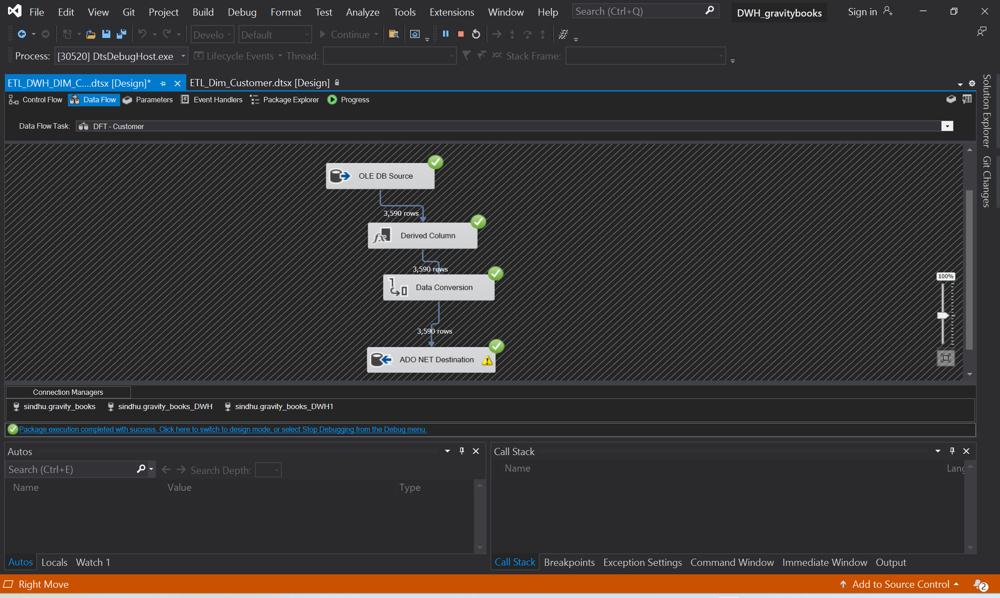 File Edit View Git Project Build Debug Format Test Analyze Tools Extensions Window Help Search (Ctrl+Q) DWH_gravitybooks Sign in
Develo Default Continue
Process: [30520] DtsDebugHost.exe Lifecycle Events Thread: Stack Frame:
ETL_DWH_DIM_C....dtsx [Design]* ETL_Dim_Customer.dtsx [Design]
Control Flow Data Flow Parameters Event Handlers Package Explorer Progress
Data Flow Task: DFT - Customer
Solution Explorer
Git Changes
OLE DB Source
3,590 rows
Derived Column
3,590 rows
Data Conversion
100%
3,590 rows
ADO NET Destination
Connection Managers
sindhu.gravity_books sindhu.gravity_books_DWH sindhu.gravity_books_DWH1
Package execution completed with success. Click here to switch to design mode, or select Stop Debugging from the Debug menu.
Autos
Search (Ctrl+E) Search Depth:
Name Value Type
Autos Locals Watch 1
Call Stack
Name Lang
Call Stack Breakpoints Exception Settings Command Window Immediate Window Output
Right Move Add to Source Control 2